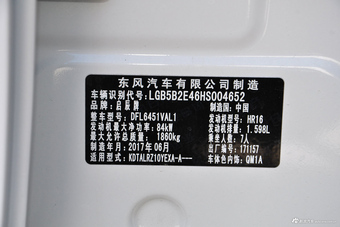 东风汽车有限公司制造
车辆识别代号: LGB5B2E46HS004652
品牌: 启辰牌 制造国: 中国
整车型号: DFL6451VAL1 发动机型号: HR16
发动机最大净功率: 84kW 发动机排量: 1.598L
最大允许总质量: 1860kg 乘坐人数: 7人
制造年月: 2017年06月 出厂编号: 171157
适用型式: KDTALRZ10YEXA-A--- 车体色内饰: QM1A